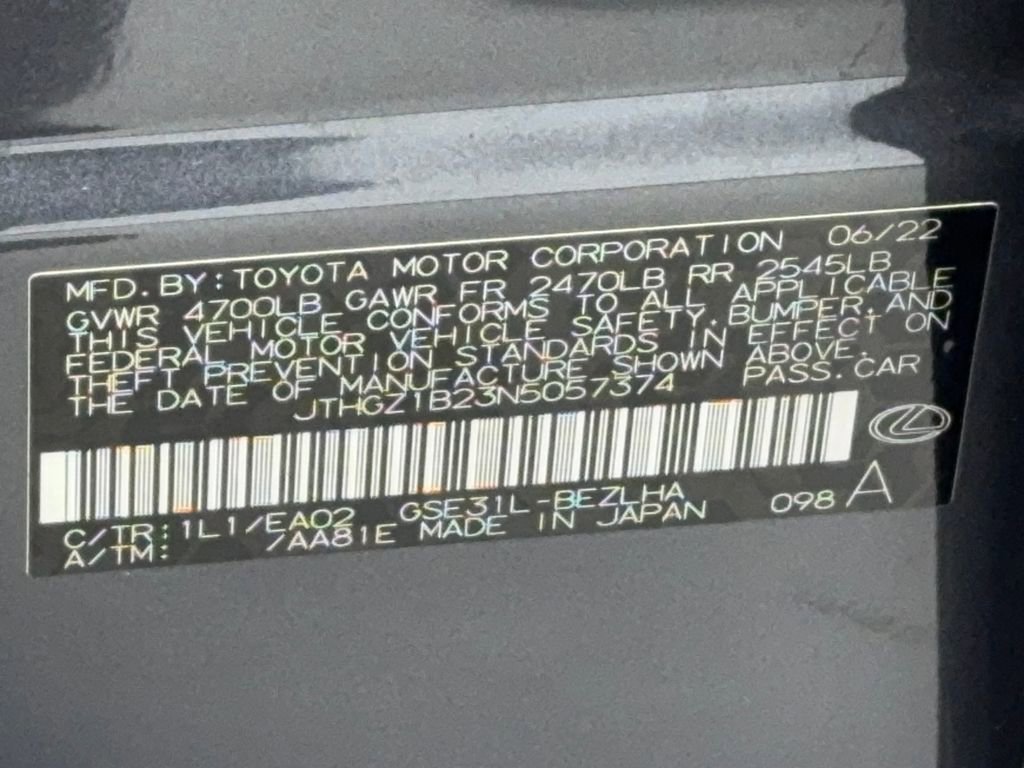 MFD. BY: TOYOTA MOTOR CORPORATION 06/22
GVWR 4700LB GAWR FR 2470LB RR 2545LB
THIS VEHICLE CONFORMS TO ALL APPLICABLE
FEDERAL MOTOR VEHICLE SAFETY, BUMPER, AND
THEFT PREVENTION STANDARDS IN EFFECT ON
THE DATE OF MANUFACTURE SHOWN ABOVE.
JTHGZ1B23N5057374 PASS. CAR
C/TR: 1L1/EA02 GSE31L-BEZLHA 098 A
A/TM: /AA81E MADE IN JAPAN